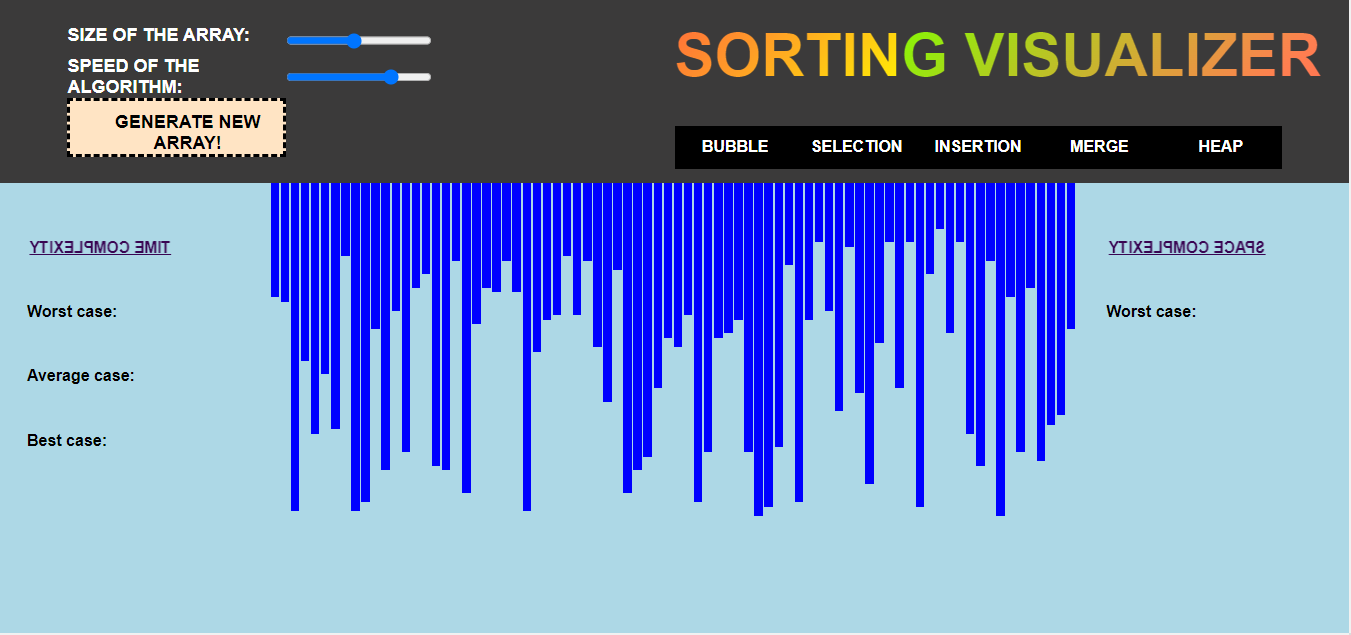 SIZE OF THE ARRAY:
SPEED OF THE
ALGORITHM:
GENERATE NEW
ARRAY!
SORTING VISUALIZER
BUBBLE SELECTION INSERTION MERGE HEAP
TIME COMPLEXITY
Worst case:
Average case:
Best case:
SPACE COMPLEXITY
Worst case: